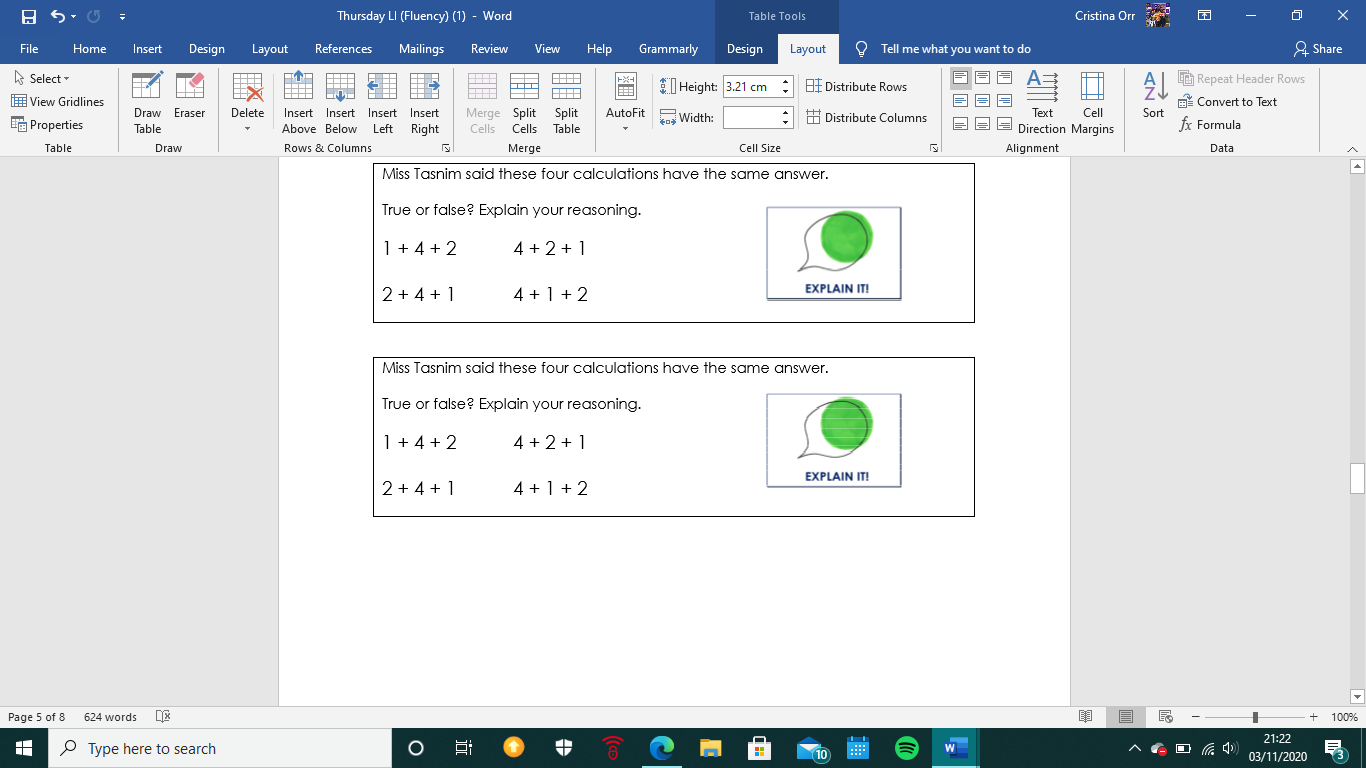 Thursday LI (Fluency) (1) - Word
Table Tools
Cristina Orr
File Home Insert Design Layout References Mailings Review View Help Grammarly Design Layout Tell me what you want to do Share
Select
View Gridlines
Properties
Table
Draw Table
Eraser
Draw
Delete
Insert Above
Insert Below
Insert Left
Insert Right
Rows & Columns
Merge Cells
Split Cells
Split Table
Merge
AutoFit
Height: 3.21 cm
Width:
Distribute Rows
Distribute Columns
Cell Size
Text Direction
Cell Margins
Alignment
A Z
Sort
Repeat Header Rows
Convert to Text
fx Formula
Data
Miss Tasnim said these four calculations have the same answer.
True or false? Explain your reasoning.
1 + 4 + 2 4 + 2 + 1
2 + 4 + 1 4 + 1 + 2
EXPLAIN IT!
Miss Tasnim said these four calculations have the same answer.
True or false? Explain your reasoning.
1 + 4 + 2 4 + 2 + 1
2 + 4 + 1 4 + 1 + 2
EXPLAIN IT!
Page 5 of 8 624 words 100%
Type here to search
10
W
21:22
03/11/2020
3